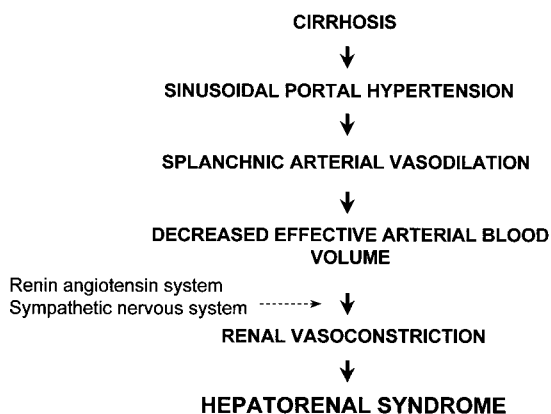 CIRRHOSIS
SINUSOIDAL PORTAL HYPERTENSION
SPLANCHNIC ARTERIAL VASODILATION
DECREASED EFFECTIVE ARTERIAL BLOOD
VOLUME
Renin angiotensin system
Sympathetic nervous system
RENAL VASOCONSTRICTION
HEPATORENAL SYNDROME